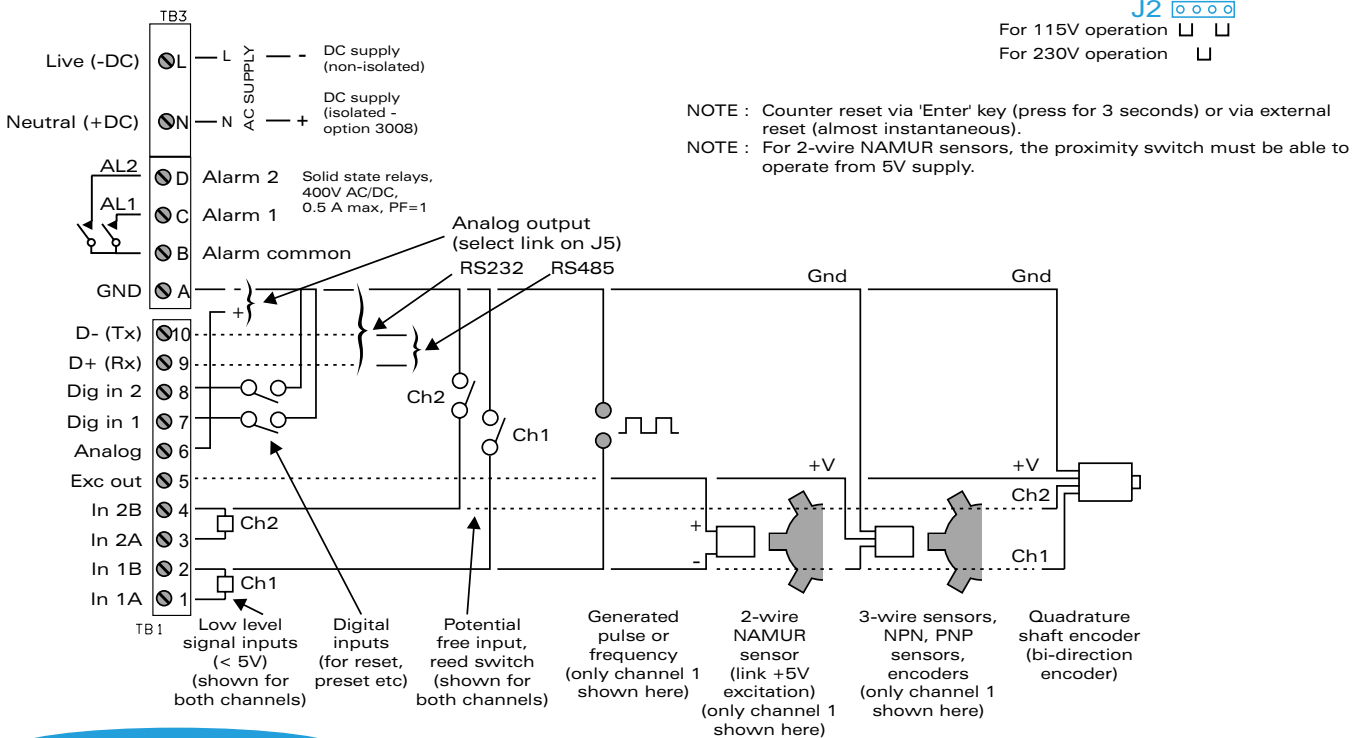 TB3
Live (-DC)
L
L
AC SUPPLY
-
DC supply
(non-isolated)
Neutral (+DC)
N
N
+
DC supply
(isolated -
option 3008)
J2
For 115V operation
For 230V operation
NOTE : Counter reset via 'Enter' key (press for 3 seconds) or via external
reset (almost instantaneous).
NOTE : For 2-wire NAMUR sensors, the proximity switch must be able to
operate from 5V supply.
AL2
D
Alarm 2
Solid state relays,
400V AC/DC,
0.5 A max, PF=1
AL1
C
Alarm 1
B
Alarm common
Analog output
(select link on J5)
RS232
RS485
GND
A
+
Gnd
Gnd
D- (Tx)
10
D+ (Rx)
9
Dig in 2
8
Dig in 1
7
Analog
6
Exc out
5
In 2B
4
In 2A
3
In 1B
2
In 1A
1
TB1
Ch2
Ch1
Ch2
Ch1
+V
+V
+
-
Ch2
Ch1
Low level
signal inputs
(< 5V)
(shown for
both channels)
Digital
inputs
(for reset,
preset etc)
Potential
free input,
reed switch
(shown for
both channels)
Generated
pulse or
frequency
(only channel 1
shown here)
2-wire
NAMUR
sensor
(link +5V
excitation)
(only channel 1
shown here)
3-wire sensors,
NPN, PNP
sensors,
encoders
(only channel 1
shown here)
Quadrature
shaft encoder
(bi-direction
encoder)